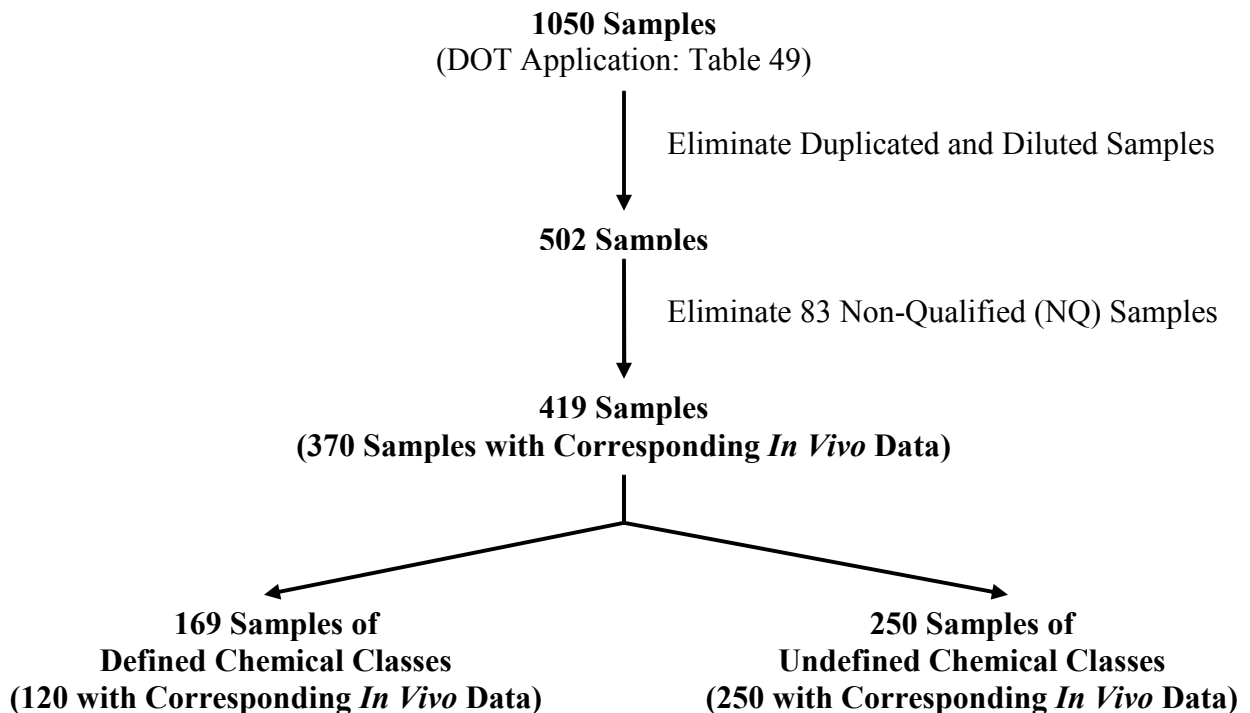 1050 Samples
(DOT Application: Table 49)
Eliminate Duplicated and Diluted Samples
502 Samples
Eliminate 83 Non-Qualified (NQ) Samples
419 Samples
(370 Samples with Corresponding In Vivo Data)
169 Samples of
Defined Chemical Classes
(120 with Corresponding In Vivo Data)
250 Samples of
Undefined Chemical Classes
(250 with Corresponding In Vivo Data)